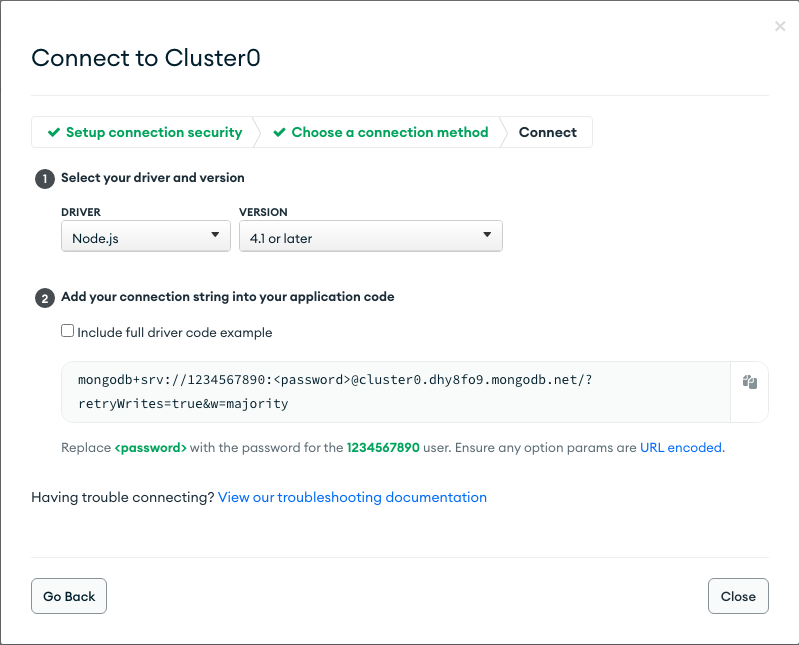 Connect to Cluster0
Setup connection security
Choose a connection method
Connect
1 Select your driver and version
DRIVER VERSION
Node.js 4.1 or later
2 Add your connection string into your application code
Include full driver code example
mongodb+srv://1234567890:<password>@cluster0.dhy8fo9.mongodb.net/?
retryWrites=true&w=majority
Replace <password> with the password for the 1234567890 user. Ensure any option params are URL encoded.
Having trouble connecting? View our troubleshooting documentation
Go Back
Close